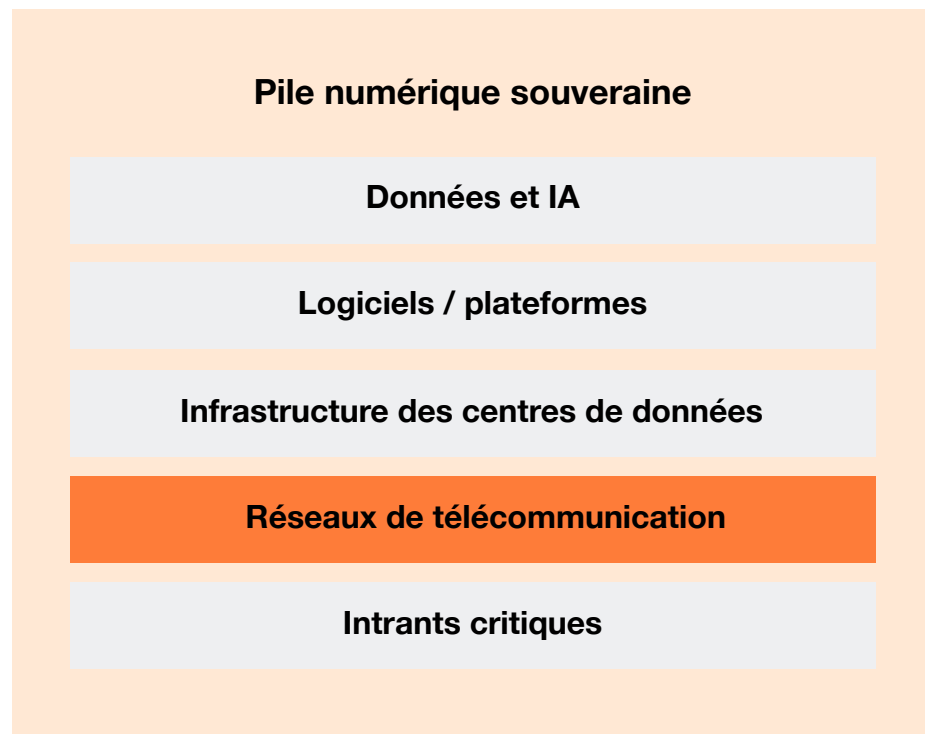 Pile numérique souveraine
Données et IA
Logiciels / plateformes
Infrastructure des centres de données
Réseaux de télécommunication
Intrants critiques